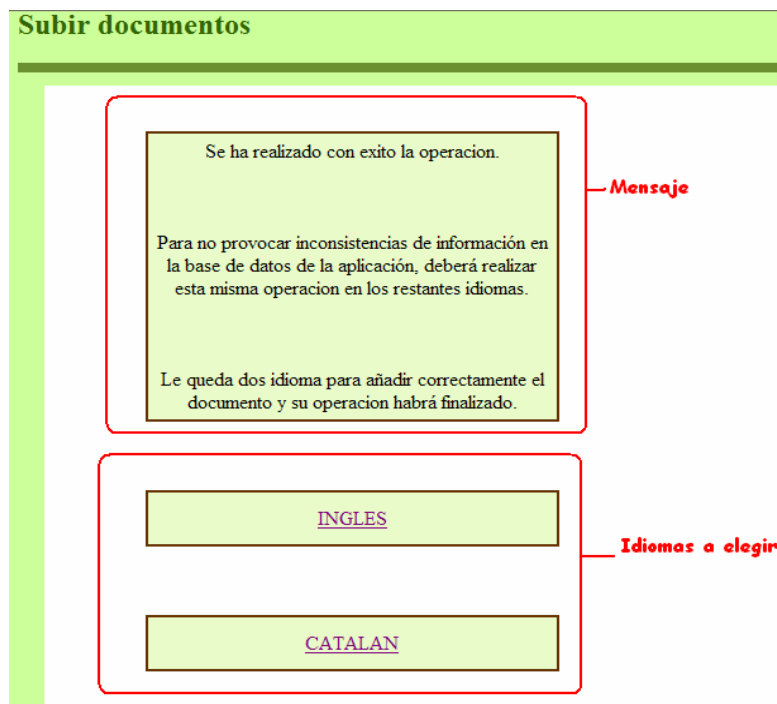 Subir documentos
Se ha realizado con exito la operacion.
Mensaje
Para no provocar inconsistencias de información en
la base de datos de la aplicación, deberá realizar
esta misma operacion en los restantes idiomas.
Le queda dos idioma para añadir correctamente el
documento y su operacion habrá finalizado.
INGLES
Idiomas a elegir
CATALAN